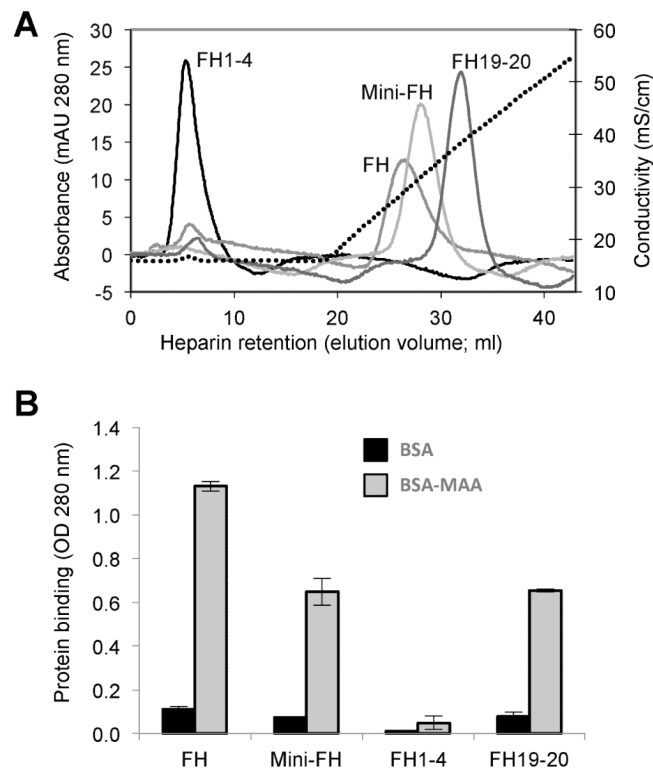 A
Absorbance (mAU 280 nm)
30
25
20
15
10
5
0
-5
FH1-4
Mini-FH
FH
FH19-20
60
50
40
30
20
10
Conductivity (mS/cm)
0 10 20 30 40
Heparin retention (elution volume; ml)
B
Protein binding (OD 280 nm)
1.4
1.2
1.0
0.8
0.6
0.4
0.2
0.0
BSA
BSA-MAA
FH Mini-FH FH1-4 FH19-20